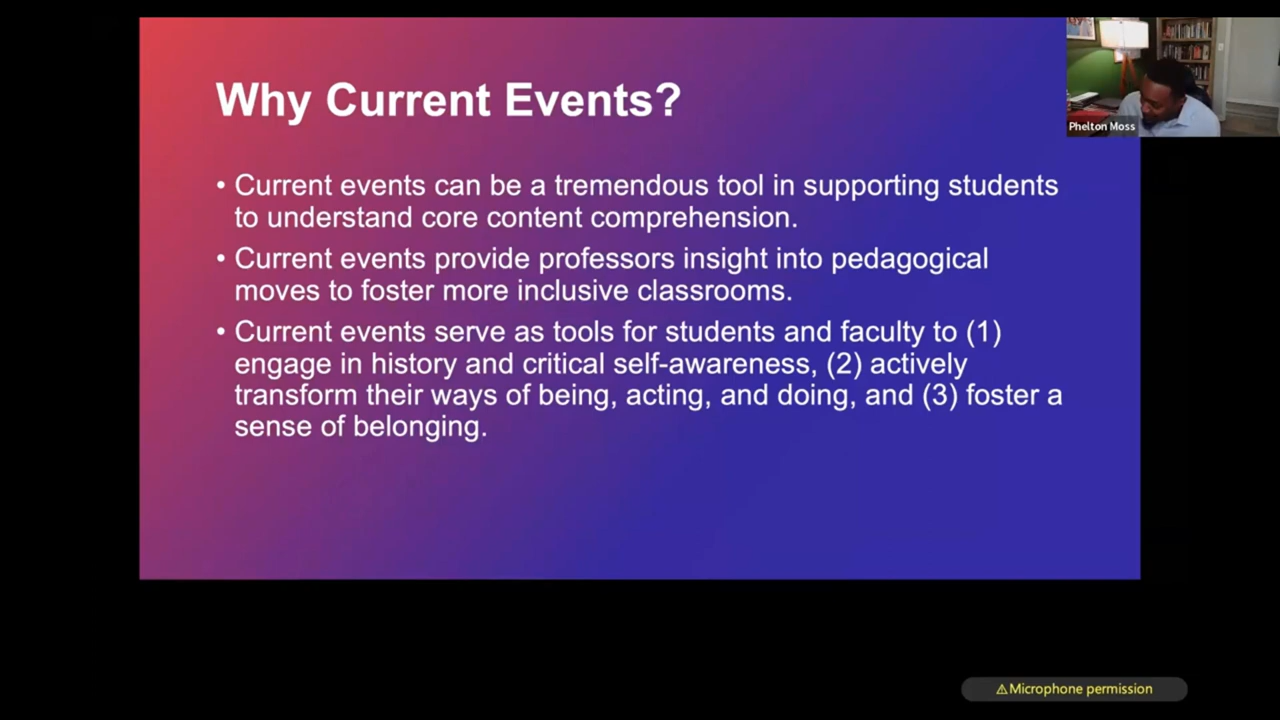 Why Current Events?
Phelton Moss
• Current events can be a tremendous tool in supporting students
to understand core content comprehension.
• Current events provide professors insight into pedagogical
moves to foster more inclusive classrooms.
• Current events serve as tools for students and faculty to (1)
engage in history and critical self-awareness, (2) actively
transform their ways of being, acting, and doing, and (3) foster a
sense of belonging.
⚠Microphone permission